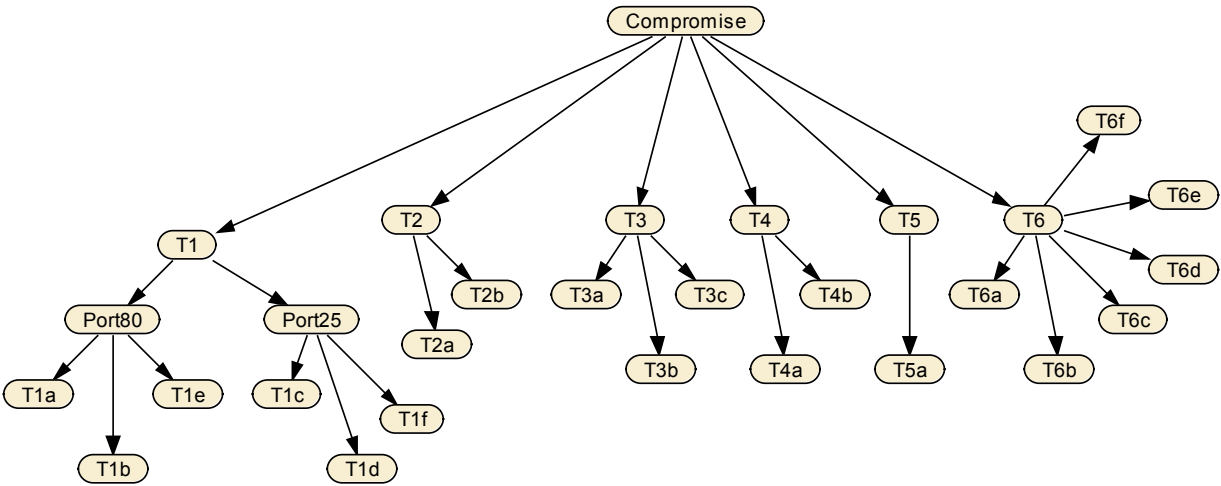 Compromise
T6f
T6e
T2
T3
T4
T5
T6
T1
T6d
T2b
T3a
T3c
T4b
T6a
Port80
Port25
T6c
T2a
T3b
T4a
T5a
T6b
T1a
T1e
T1c
T1f
T1b
T1d